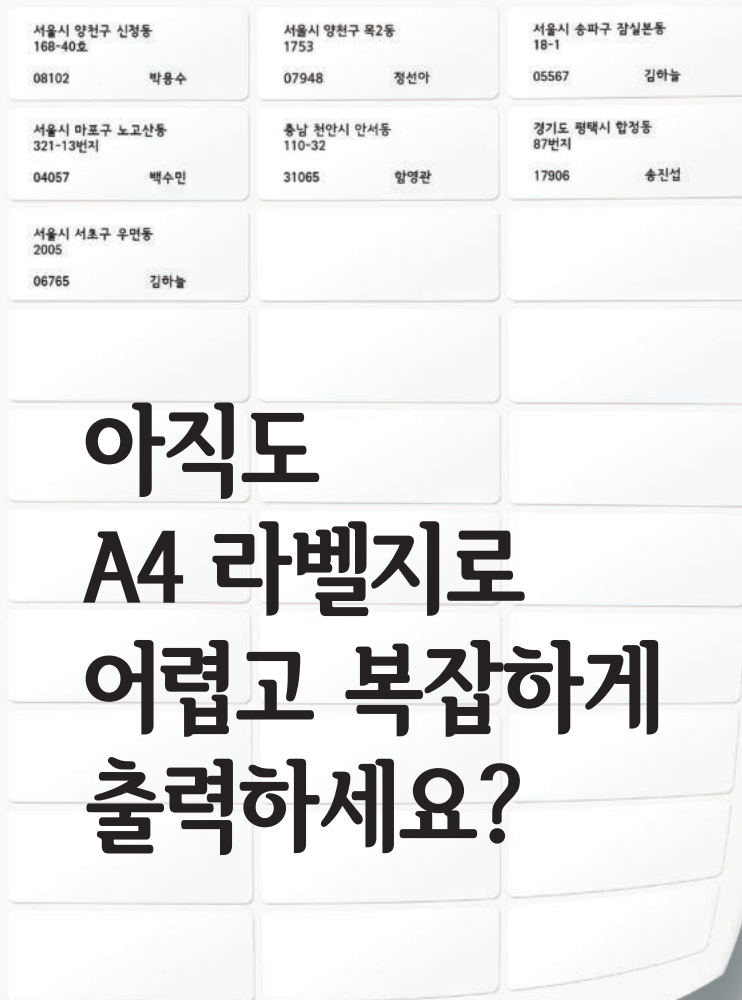 서울시 양천구 신정동
168-40호
08102 박용수
서울시 양천구 목2동
1753
07948 정선아
서울시 송파구 잠실본동
18-1
05567 김하늘
서울시 마포구 노고산동
321-13번지
04057 백수민
충남 천안시 안서동
110-32
31065 함영관
경기도 평택시 합정동
87번지
17906 송진섭
서울시 서초구 우면동
2005
06765 김하늘
아직도
A4 라벨지로
어렵고 복잡하게
출력하세요?